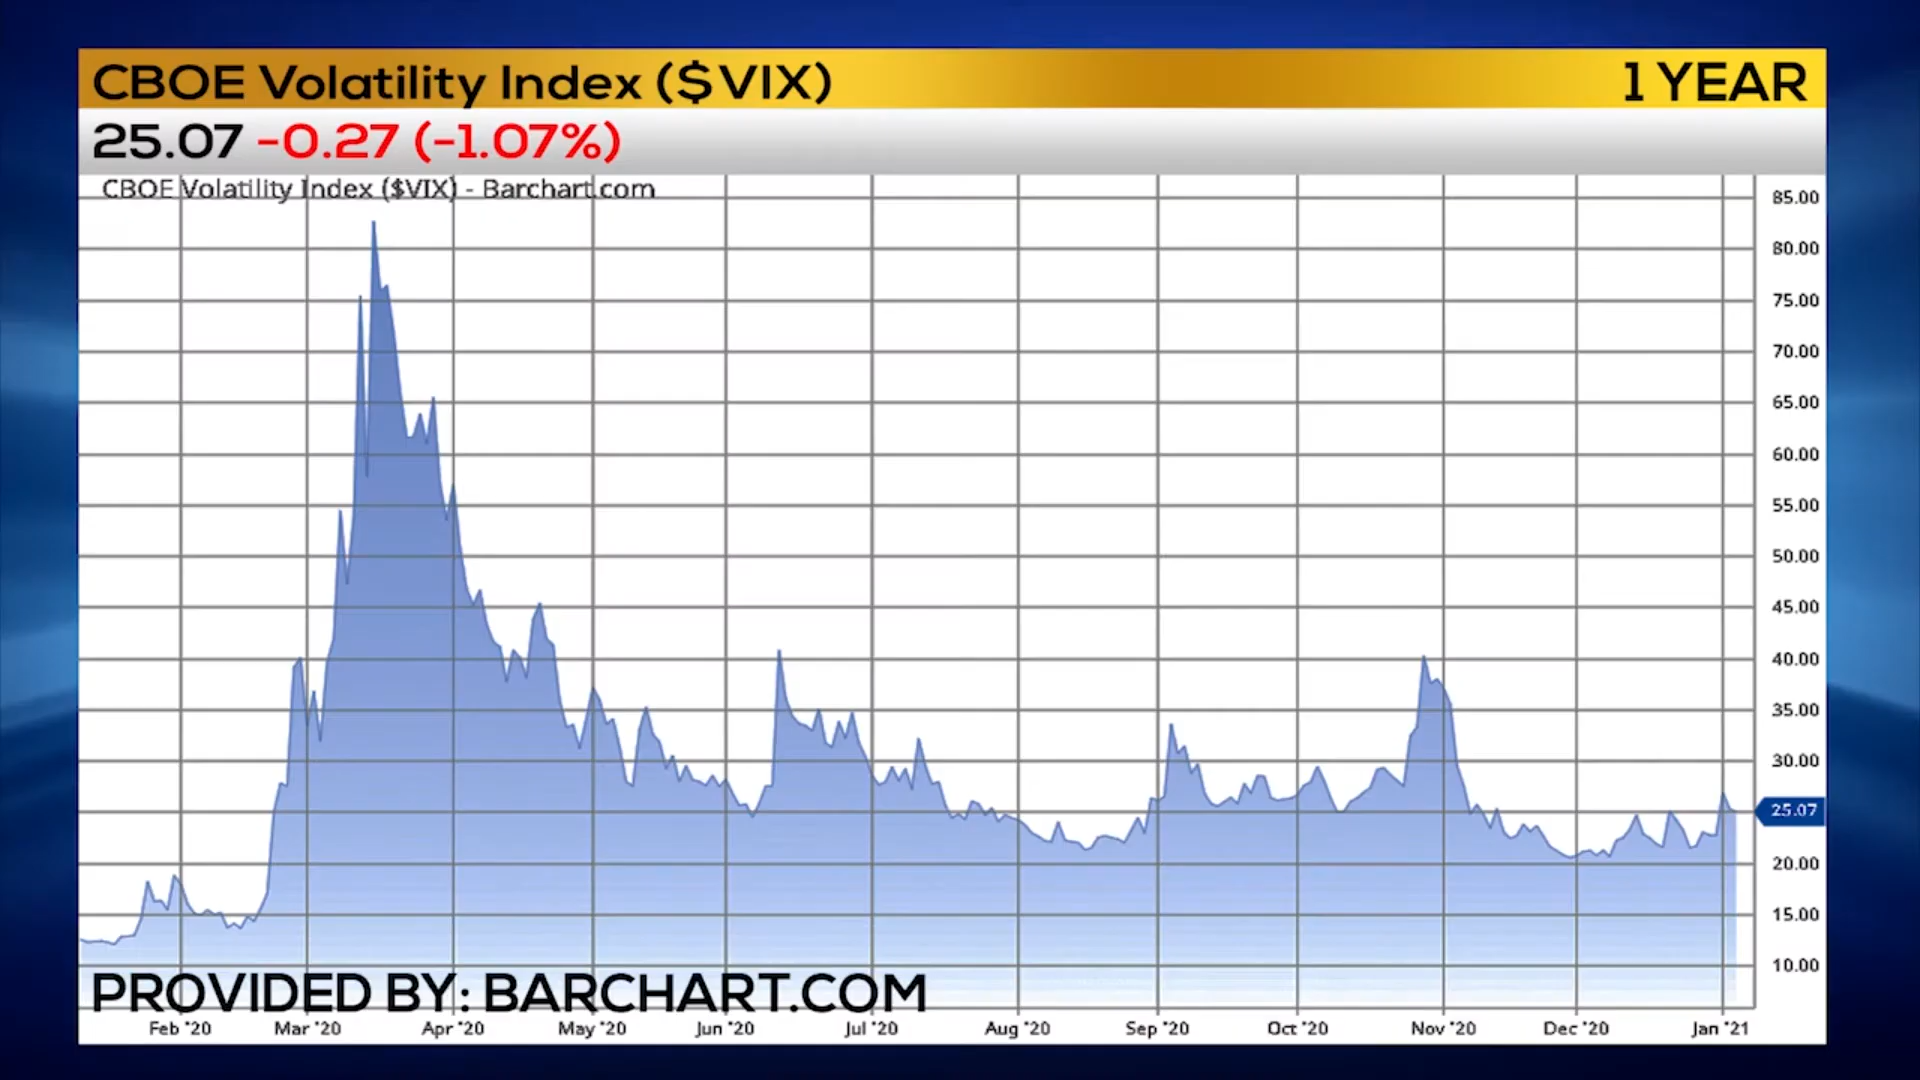 CBOE Volatility Index ($VIX)
1 YEAR
25.07 -0.27 (-1.07%)
CBOE Volatility Index ($VIX) - Barchart.com
85.00
80.00
75.00
70.00
65.00
60.00
55.00
50.00
45.00
40.00
35.00
30.00
25.07
20.00
15.00
10.00
PROVIDED BY: BARCHART.COM
Feb '20 Mar '20 Apr '20 May '20 Jun '20 Jul '20 Aug '20 Sep '20 Oct '20 Nov '20 Dec '20 Jan '21